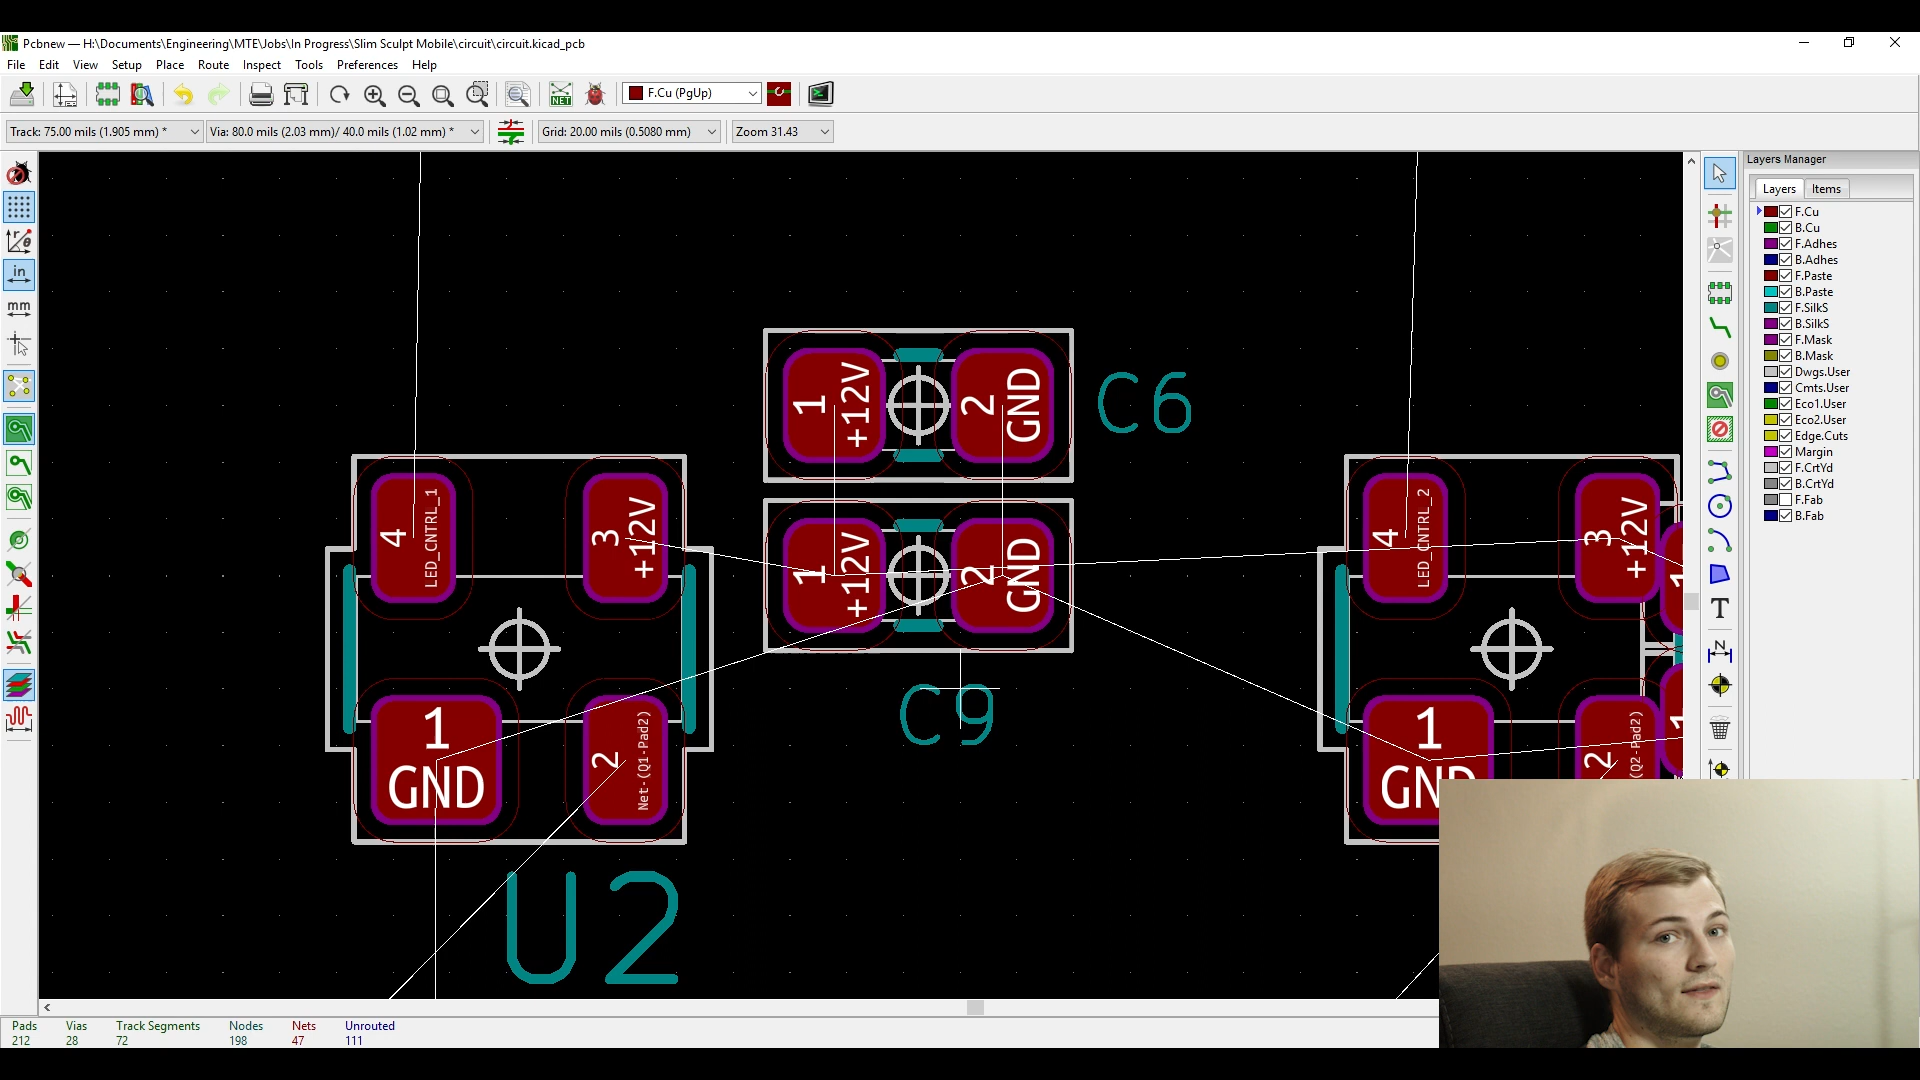 Pcbnew — H:\Documents\Engineering\MTE\Jobs\In Progress\Slim Sculpt Mobile\circuit\circuit.kicad_pcb
File Edit View Setup Place Route Inspect Tools Preferences Help
NET
F.Cu (PgUp)
Track: 75.00 mils (1.905 mm) *
Via: 80.0 mils (2.03 mm)/ 40.0 mils (1.02 mm) *
Grid: 20.00 mils (0.5080 mm)
Zoom 31.43
in
mm
Layers Manager
Layers Items
F.Cu
B.Cu
F.Adhes
B.Adhes
F.Paste
B.Paste
F.SilkS
B.SilkS
F.Mask
B.Mask
Dwgs.User
Cmts.User
Eco1.User
Eco2.User
Edge.Cuts
Margin
F.CrtYd
B.CrtYd
F.Fab
B.Fab
1 +12V
2 GND
C6
1 +12V
2 GND
C9
4 LED_CNTRL_1
3 +12V
1
GND
2 Net-(Q1-Pad2)
U2
4 LED_CNTRL_2
3 +12V
1
2
Pads Vias Track Segments Nodes Nets Unrouted
212 28 72 198 47 111